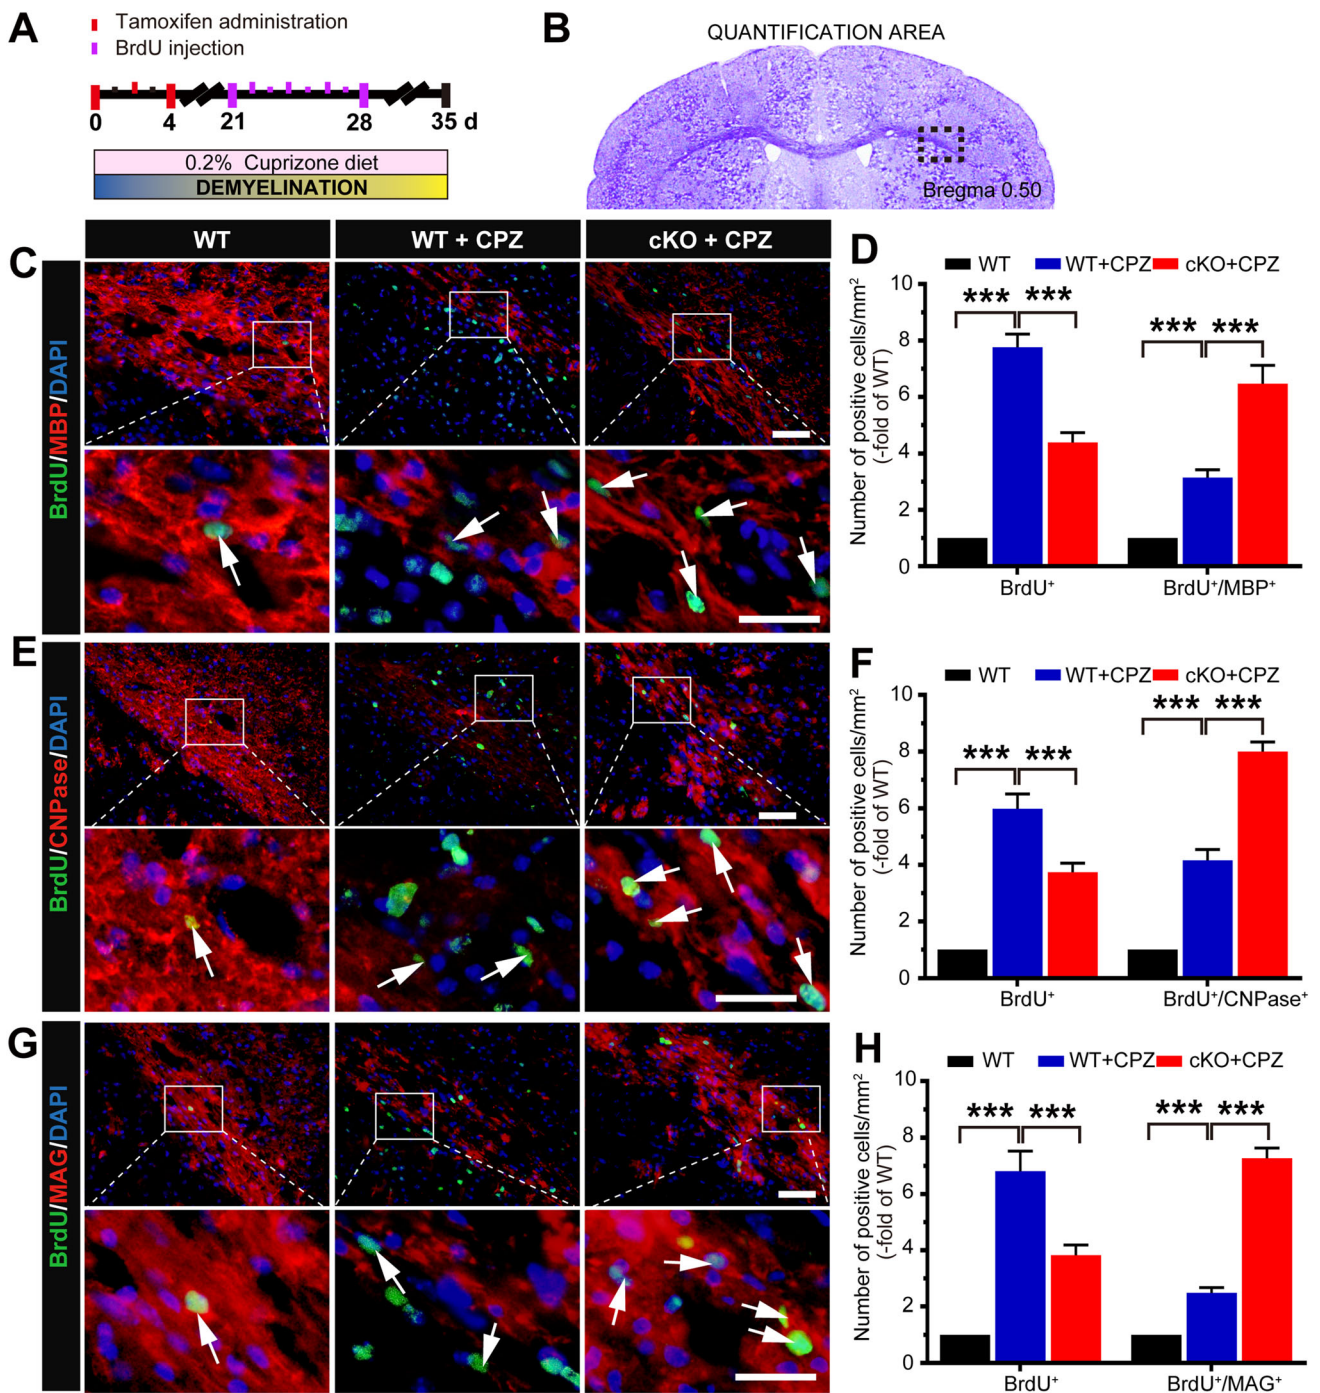 A
Tamoxifen administration
BrdU injection
0 4 21 28 35 d
0.2% Cuprizone diet
DEMYELINATION
B
QUANTIFICATION AREA
Bregma 0.50
WT
WT + CPZ
cKO + CPZ
C
BrdU/MBP/DAPI
D
WT WT+CPZ cKO+CPZ
Number of positive cells/mm²
(-fold of WT)
10
8
6
4
2
0
*** ***
*** ***
BrdU⁺ BrdU⁺/MBP⁺
E
BrdU/CNPase/DAPI
F
WT WT+CPZ cKO+CPZ
Number of positive cells/mm²
(-fold of WT)
10
8
6
4
2
0
*** ***
*** ***
BrdU⁺ BrdU⁺/CNPase⁺
G
BrdU/MAG/DAPI
H
WT WT+CPZ cKO+CPZ
Number of positive cells/mm²
(-fold of WT)
10
8
6
4
2
0
*** ***
*** ***
BrdU⁺ BrdU⁺/MAG⁺